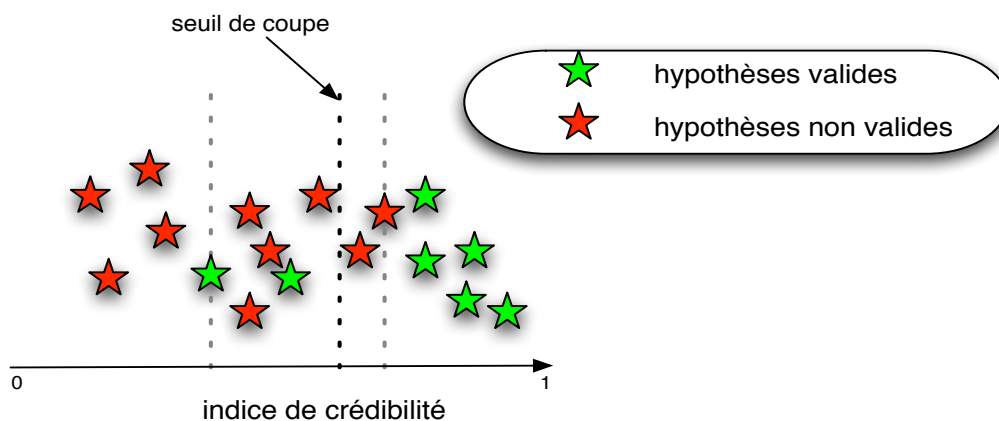 seuil de coupe
hypothèses valides
hypothèses non valides
0
1
indice de crédibilité